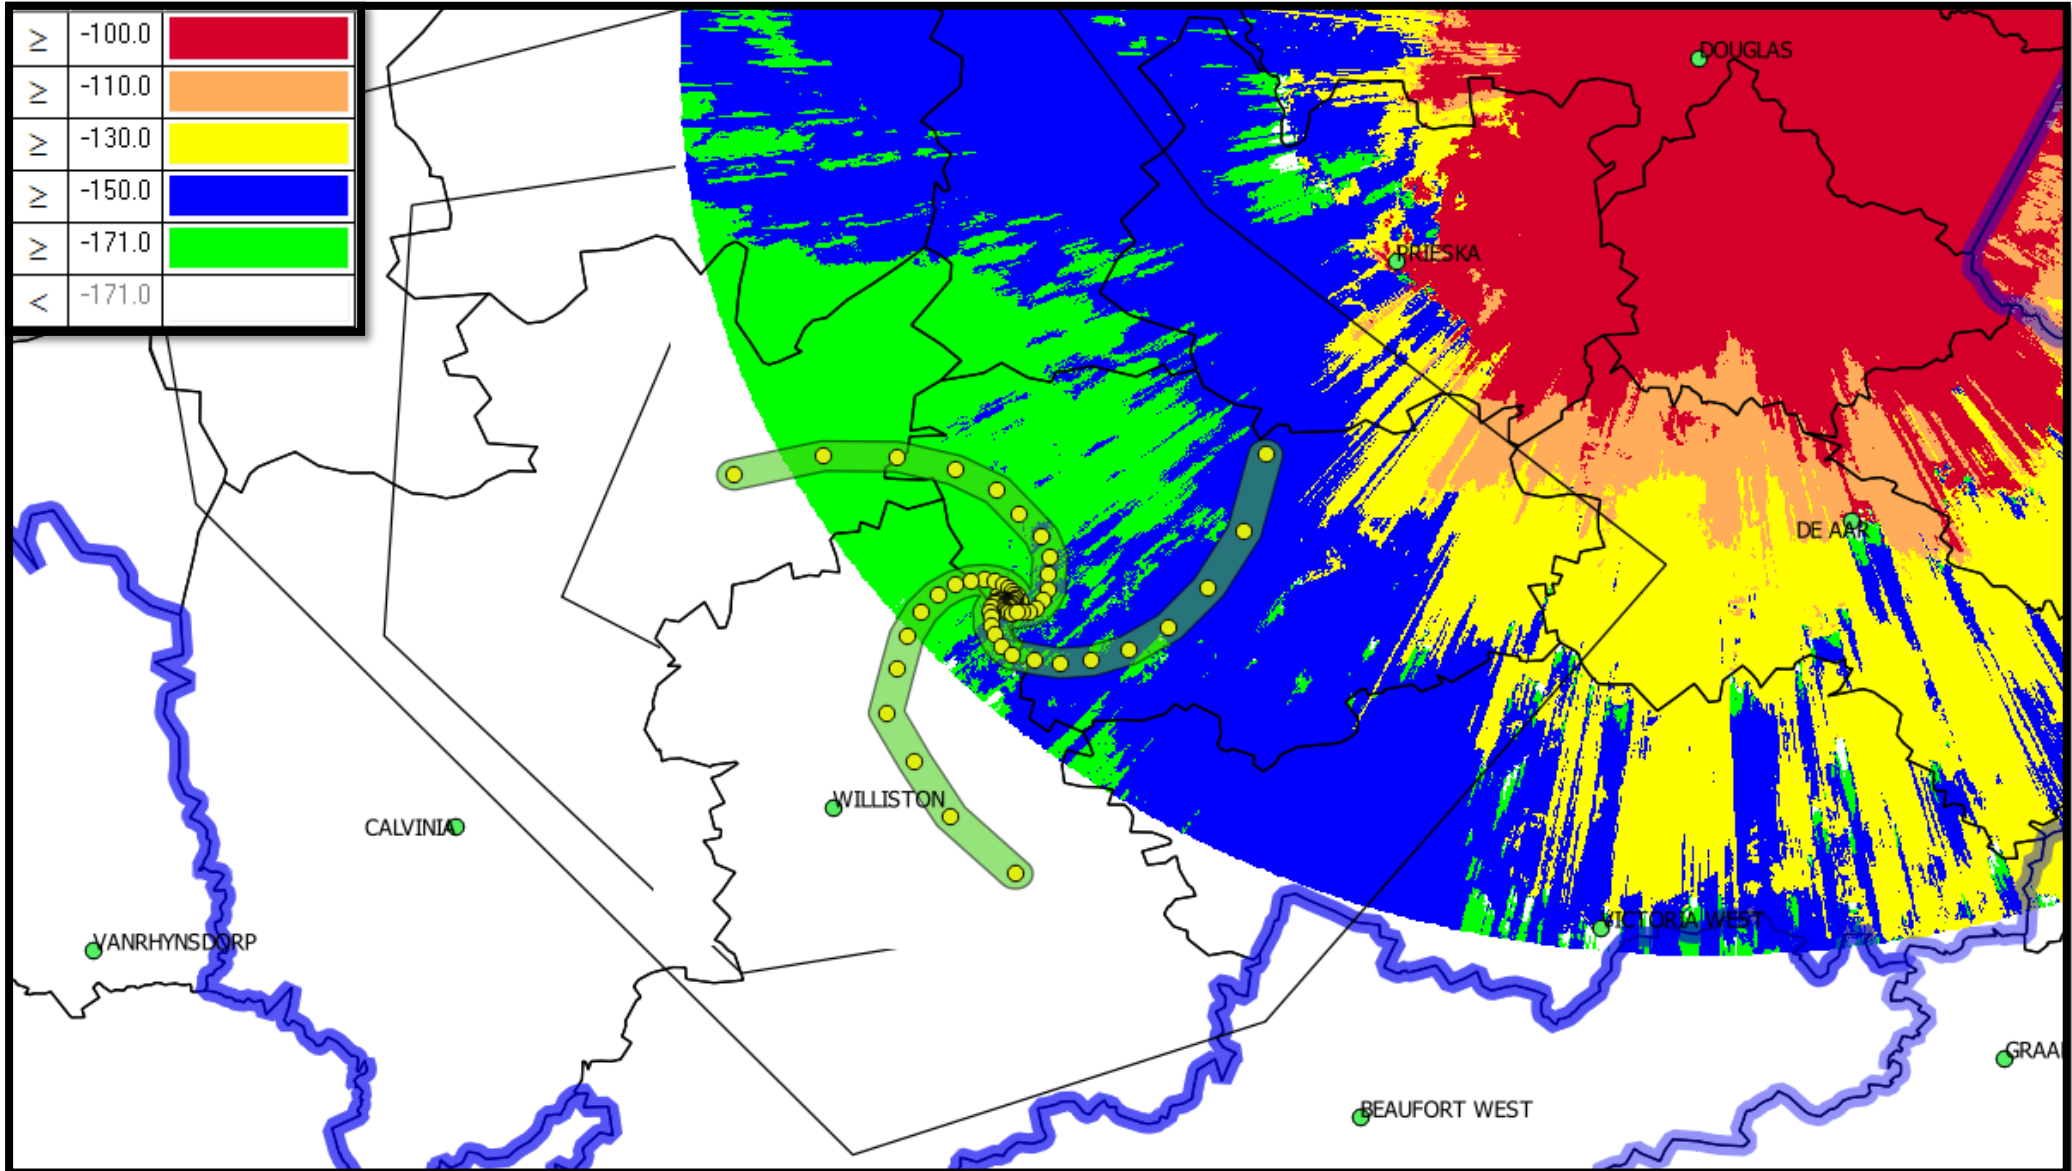 ≥ -100.0
≥ -110.0
≥ -130.0
≥ -150.0
≥ -171.0
< -171.0
DOUGLAS
PRIESKA
DE AAR
WILLISTON
CALVINIA
VICTORIA WEST
VANRHYNSDORP
GRAA
BEAUFORT WEST